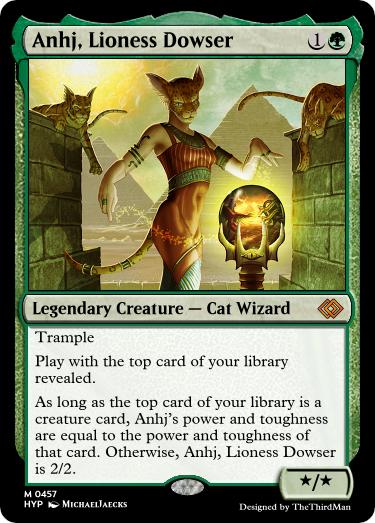 Anhj, Lioness Dowser 1
Legendary Creature — Cat Wizard
Trample
Play with the top card of your library
revealed.
As long as the top card of your library is a
creature card, Anhj’s power and toughness
are equal to the power and toughness of
that card. Otherwise, Anhj, Lioness Dowser
is 2/2.
*/*
M 0457
HYP MichaelJaecks
Designed by TheThirdMan